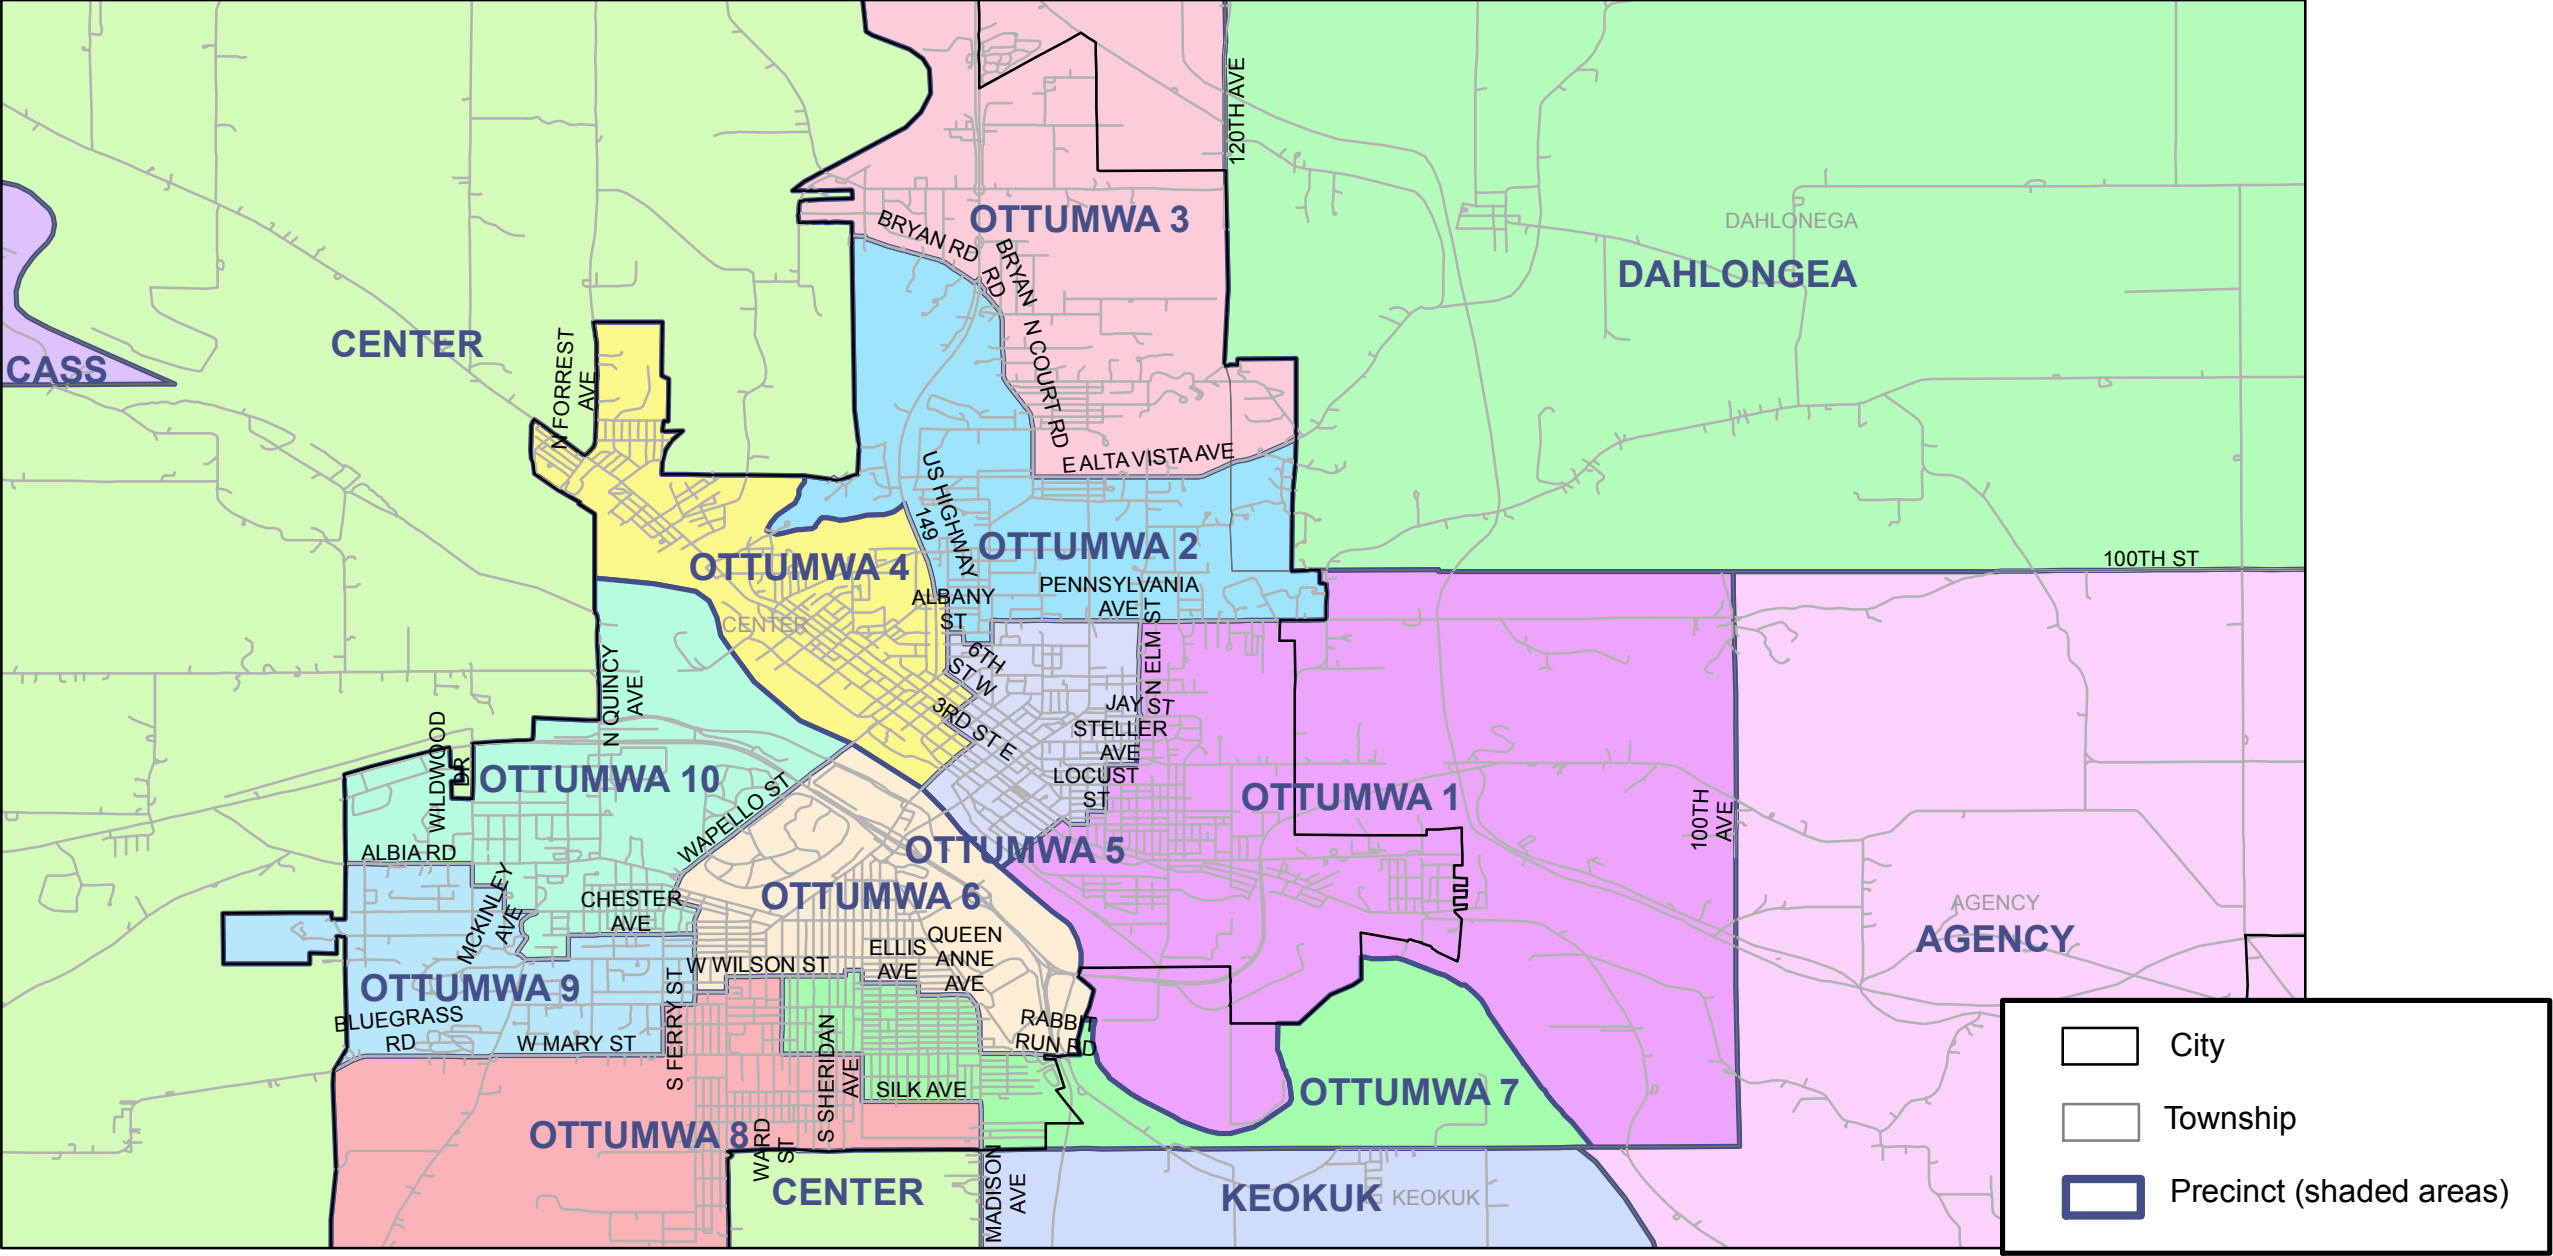 120TH AVE
OTTUMWA 3
BRYAN RD
BRYAN
RD
DAHLONEGA
DAHLONGEA
CENTER
CASS
N FORREST
AVE
N COURT RD
E ALTA VISTA AVE
US HIGHWAY
149
OTTUMWA 2
100TH ST
OTTUMWA 4
PENNSYLVANIA
AVE
ALBANY
ST
CENTER
N ELM ST
6TH
ST W
N QUINCY
AVE
JAY ST
3RD ST E
STELLER
AVE
WILDWOOD
DR
OTTUMWA 10
LOCUST
ST
OTTUMWA 1
100TH
AVE
WAPELLO ST
ALBIA RD
OTTUMWA 5
OTTUMWA 6
MCKINLEY
AVE
CHESTER
AVE
AGENCY
AGENCY
QUEEN
ANNE
AVE
ELLIS
AVE
W WILSON ST
OTTUMWA 9
BLUEGRASS
RD
W MARY ST
S FERRY ST
RABBIT
RUN RD
S SHERIDAN
AVE
SILK AVE
OTTUMWA 7
OTTUMWA 8
WARD
ST
CENTER
MADISON
AVE
KEOKUK
KEOKUK
City
Township
Precinct (shaded areas)